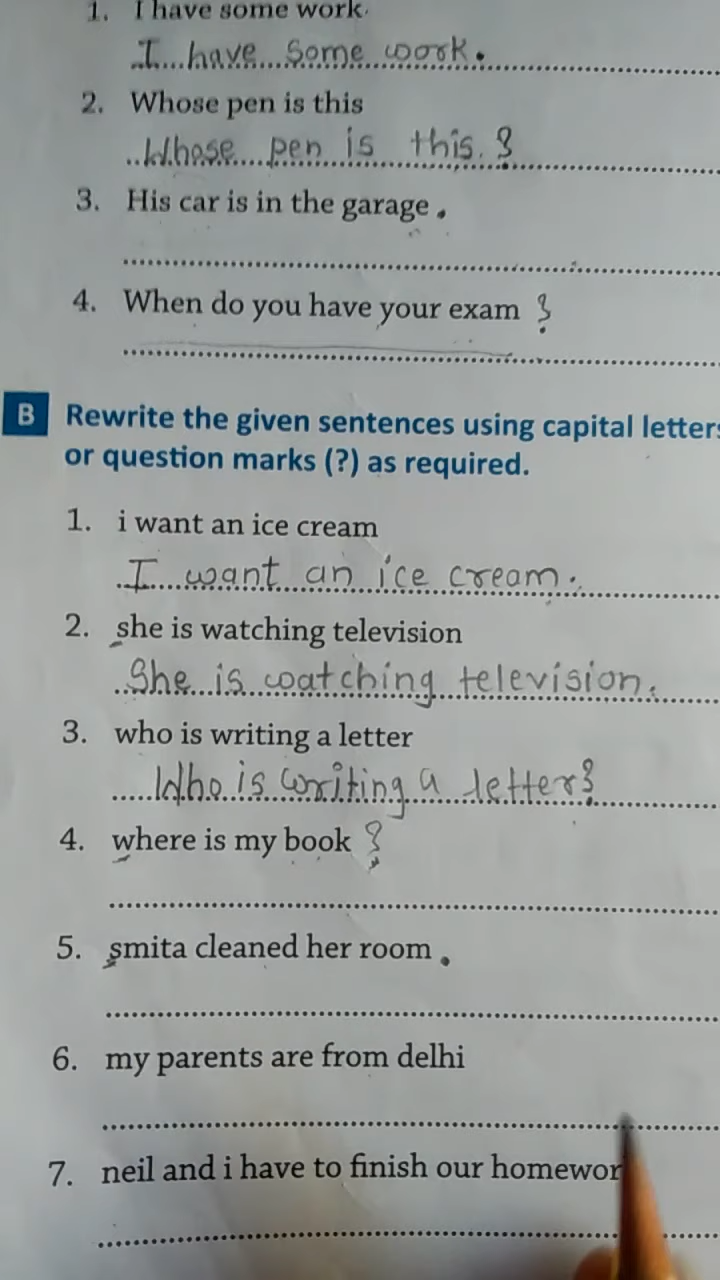 1. I have some work.
I have some work.
2. Whose pen is this
Whose pen is this. ?
3. His car is in the garage.
4. When do you have your exam ?
B Rewrite the given sentences using capital letters
or question marks (?) as required.
1. i want an ice cream
I want an ice cream.
2. she is watching television
She is watching television.
3. who is writing a letter
Who is writing a letter?
4. where is my book ?
5. smita cleaned her room.
6. my parents are from delhi
7. neil and i have to finish our homewor